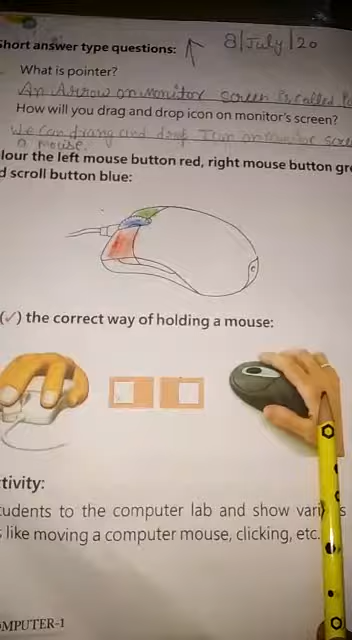 Short answer type questions:
8/July/20
What is pointer?
An Arrow on Monitor screen is called
How will you drag and drop icon on monitor's screen?
We can drang and drop Icon on monitor
a mouse.
lour the left mouse button red, right mouse button gre
d scroll button blue:
(✓) the correct way of holding a mouse:
tivity:
tudents to the computer lab and show vari s
like moving a computer mouse, clicking, etc.
OMPUTER-1